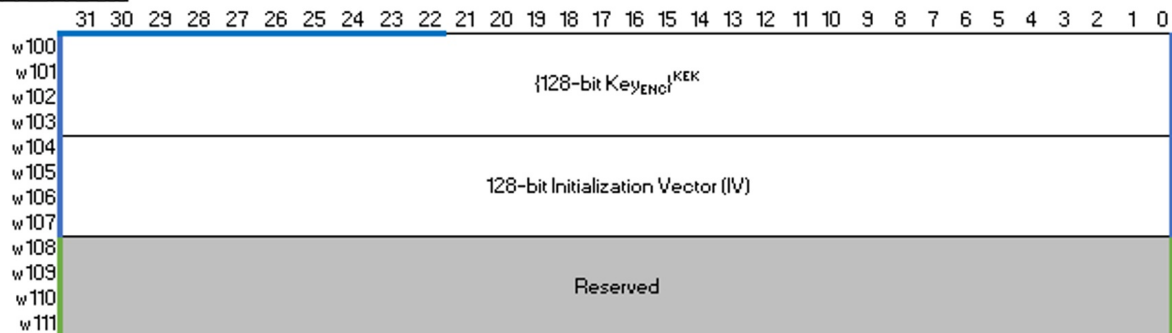 31 30 29 28 27 26 25 24 23 22 21 20 19 18 17 16 15 14 13 12 11 10 9 8 7 6 5 4 3 2 1 0
w100
w101
{128-bit KeyENC}KEK
w102
w103
w104
w105
128-bit Initialization Vector (IV)
w106
w107
w108
w109
Reserved
w110
w111